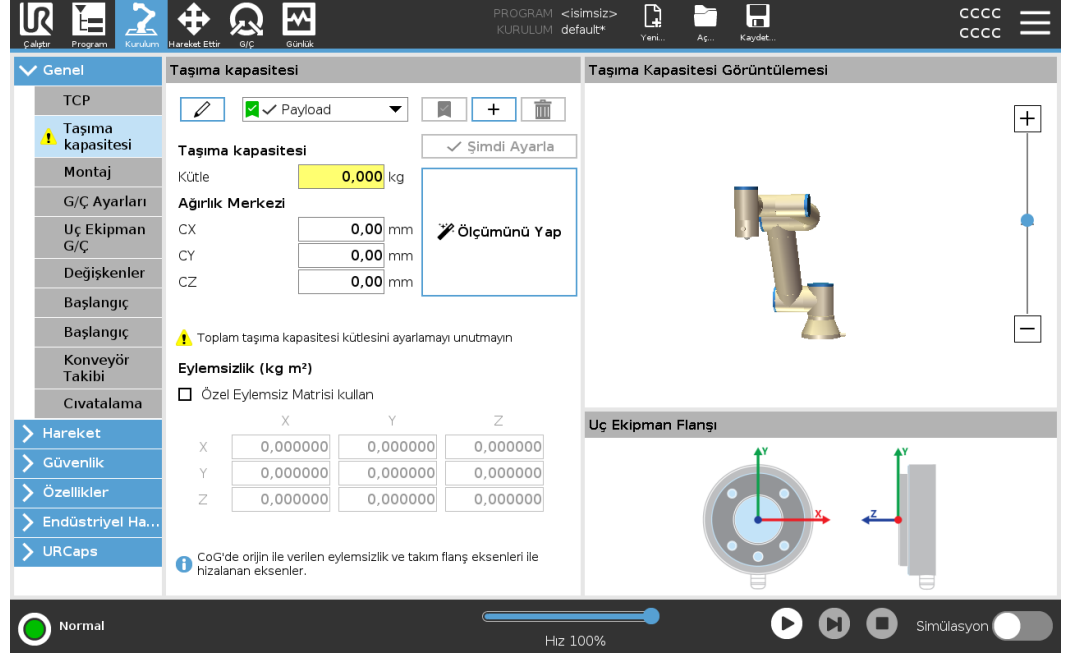 PROGRAM <isimsiz>
KURULUM default*
Çalıştır Program Kurulum Hareket Ettir G/Ç Günlük
Yeni... Aç... Kaydet...
CCCC
CCCC
Genel
TCP
Taşıma
kapasitesi
Montaj
G/Ç Ayarları
Uç Ekipman
G/Ç
Değişkenler
Başlangıç
Başlangıç
Konveyör
Takibi
Cıvatalama
Hareket
Güvenlik
Özellikler
Endüstriyel Ha...
URCaps
Taşıma kapasitesi
Payload
Şimdi Ayarla
Taşıma kapasitesi
Kütle 0,000 kg
Ağırlık Merkezi
CX 0,00 mm
CY 0,00 mm
CZ 0,00 mm
Ölçümünü Yap
Toplam taşıma kapasitesi kütlesini ayarlamayı unutmayın
Eylemsizlik (kg m²)
Özel Eylemsiz Matrisi kullan
X Y Z
X 0,000000 0,000000 0,000000
Y 0,000000 0,000000 0,000000
Z 0,000000 0,000000 0,000000
CoG'de orijin ile verilen eylemsizlik ve takım flanş eksenleri ile
hizalanan eksenler.
Taşıma Kapasitesi Görüntülemesi
Uç Ekipman Flanşı
Y
X
Y
Z
Normal
Hız 100%
Simülasyon